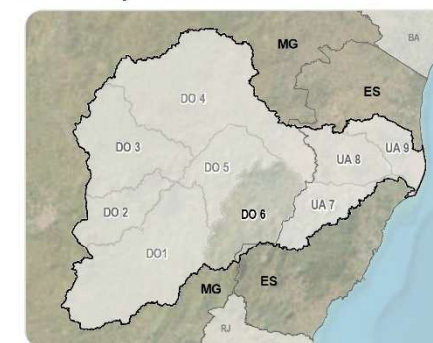 BA
MG
ES
DO 4
DO 3
DO 5
UA 8
UA 9
DO 2
DO 6
UA 7
DO1
MG
ES
RJ